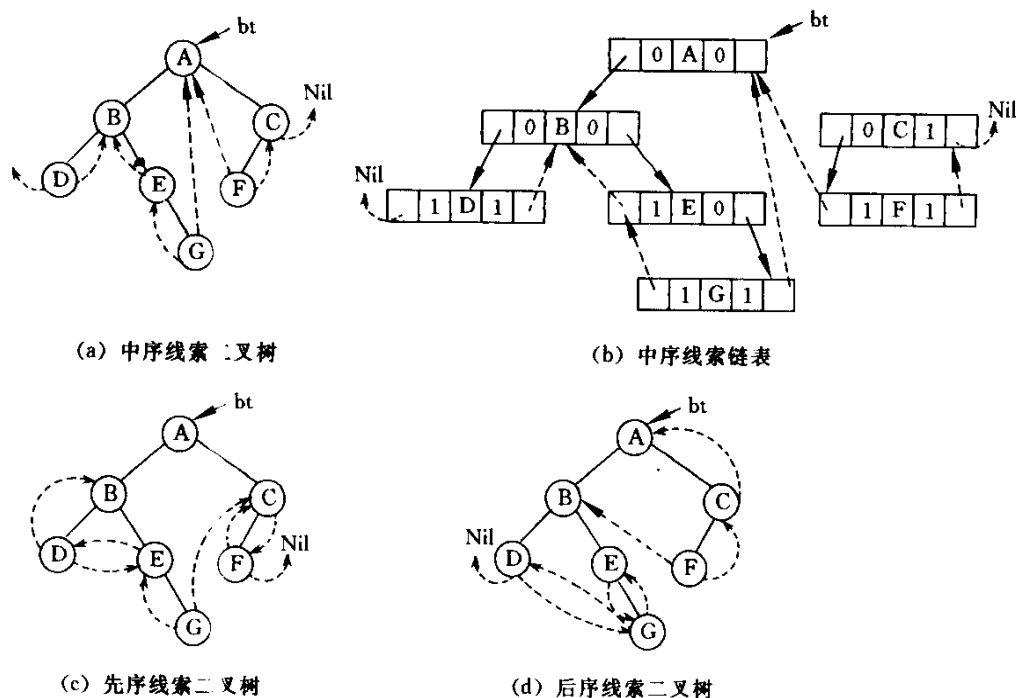 bt
A
B
C
Nil
D
E
F
G
(a) 中序线索二叉树
bt
0 A 0
0 B 0
0 C 1
Nil
Nil
1 D 1
1 E 0
1 F 1
1 G 1
(b) 中序线索链表
bt
A
B
C
D
E
F
Nil
G
(c) 先序线索二叉树
bt
A
B
C
Nil
D
E
F
G
(d) 后序线索二叉树